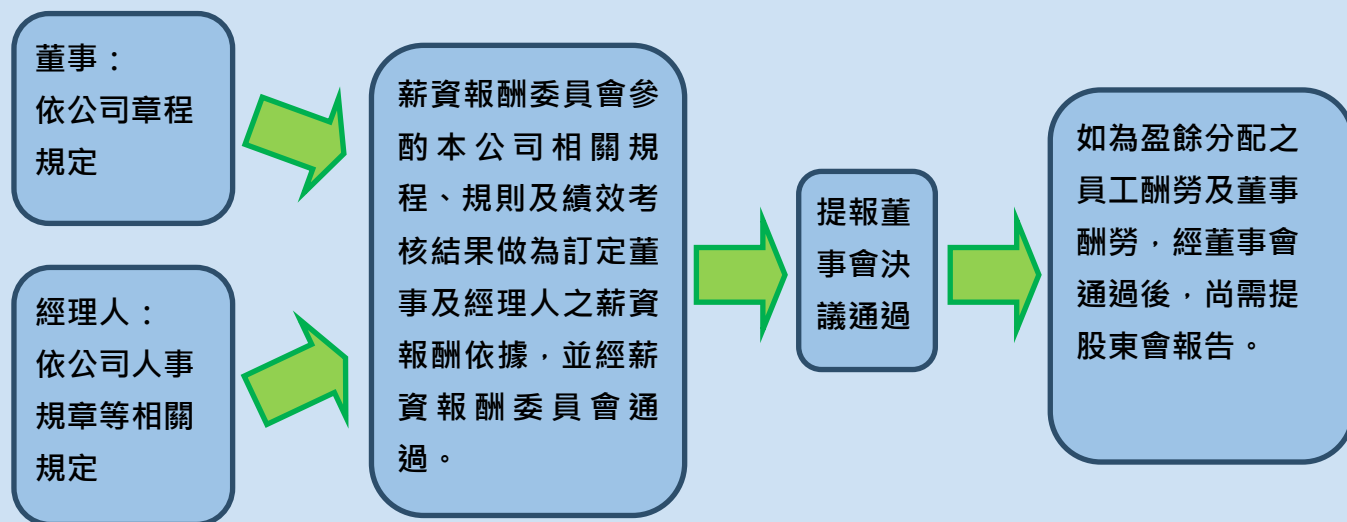 董事：
依公司章程
規定
經理人：
依公司人事
規章等相關
規定
薪資報酬委員會參
酌本公司相關規
程、規則及績效考
核結果做為訂定董
事及經理人之薪資
報酬依據，並經薪
資報酬委員會通
過。
提報董
事會決
議通過
如為盈餘分配之
員工酬勞及董事
酬勞，經董事會
通過後，尚需提
股東會報告。